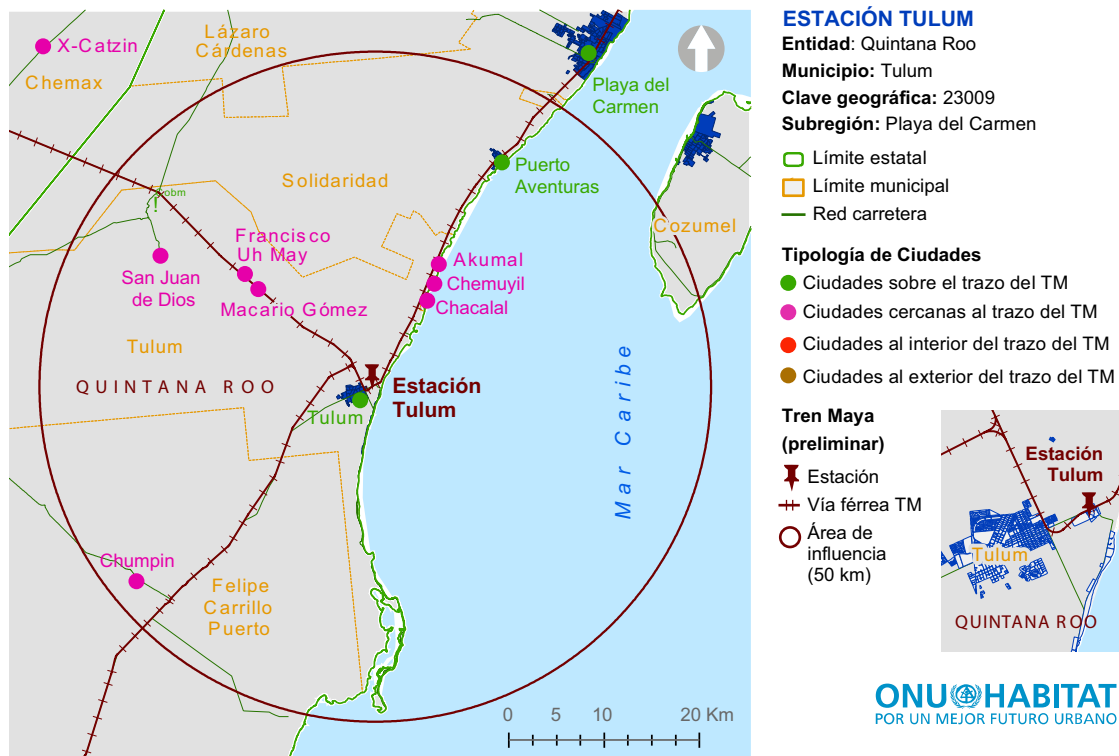 X-Catzin
Chemax
Lázaro
Cárdenas
Playa del
Carmen
Puerto
Aventuras
Solidaridad
Cozumel
Francisco
Uh May
San Juan
de Dios
Macario Gómez
Akumal
Chemuyil
Chacalal
Tulum
QUINTANA ROO
Estación
Tulum
Tulum
Mar Caribe
Chumpin
Felipe
Carrillo
Puerto
0 5 10 20 Km
ESTACIÓN TULUM
Entidad: Quintana Roo
Municipio: Tulum
Clave geográfica: 23009
Subregión: Playa del Carmen
Límite estatal
Límite municipal
Red carretera
Tipología de Ciudades
Ciudades sobre el trazo del TM
Ciudades cercanas al trazo del TM
Ciudades al interior del trazo del TM
Ciudades al exterior del trazo del TM
Tren Maya
(preliminar)
Estación
Vía férrea TM
Área de
influencia
(50 km)
Estación
Tulum
Tulum
QUINTANA ROO
ONU HABITAT
POR UN MEJOR FUTURO URBANO